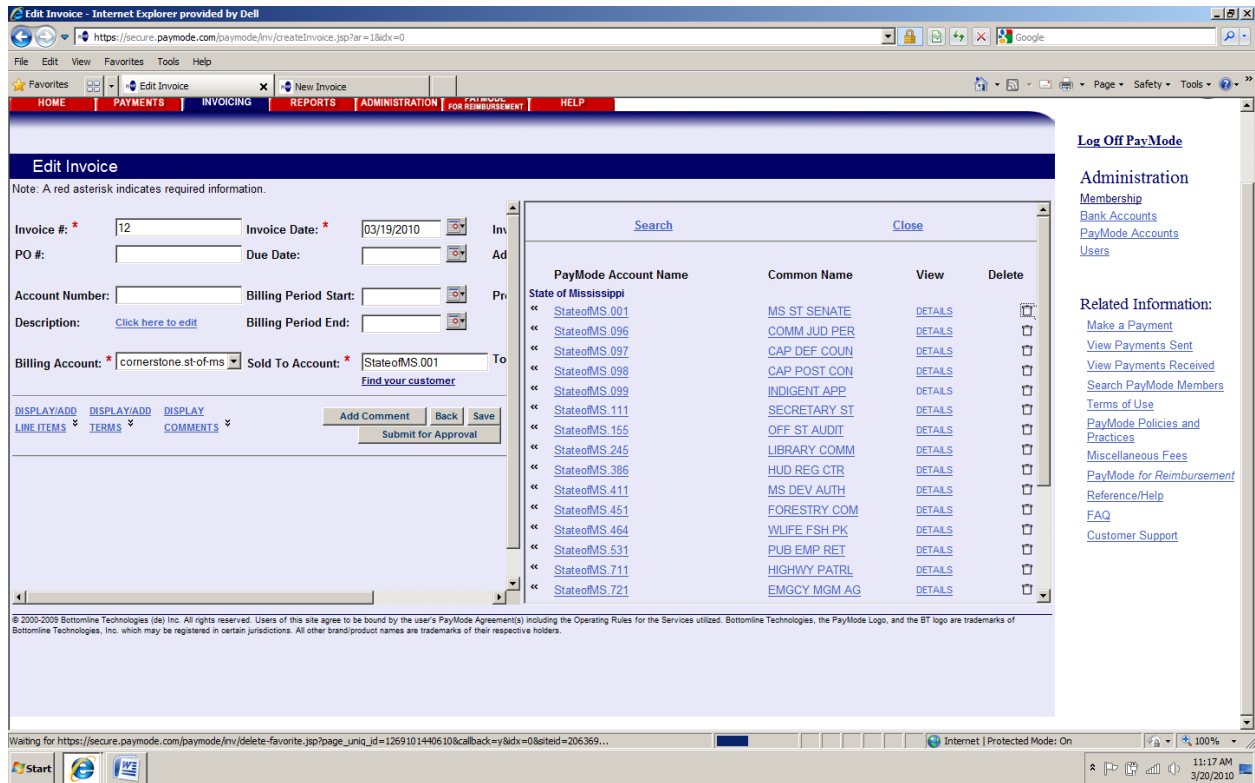 Edit Invoice - Internet Explorer provided by Dell
https://secure.paymode.com/paymode/inv/createInvoice.jsp?ar=1&idx=0
Google
File Edit View Favorites Tools Help
Favorites Edit Invoice New Invoice Page Safety Tools
HOME PAYMENTS INVOICING REPORTS ADMINISTRATION PAYMODE FOR REIMBURSEMENT HELP
Log Off PayMode
Edit Invoice
Note: A red asterisk indicates required information.
Administration
Membership
Bank Accounts
PayMode Accounts
Users
Invoice #: * 12 Invoice Date: * 03/19/2010 Inv
PO #: Due Date: Ad
Account Number: Billing Period Start: Pr
Description: Click here to edit Billing Period End:
Billing Account: * cornerstone.st-of-ms Sold To Account: * StateofMS.001 To
Find your customer
DISPLAY/ADD LINE ITEMS DISPLAY/ADD TERMS DISPLAY COMMENTS
Add Comment Back Save
Submit for Approval
Search Close
PayMode Account Name Common Name View Delete
State of Mississippi
« StateofMS.001 MS ST SENATE DETAILS
« StateofMS.096 COMM JUD PER DETAILS
« StateofMS.097 CAP DEF COUN DETAILS
« StateofMS.098 CAP POST CON DETAILS
« StateofMS.099 INDIGENT APP DETAILS
« StateofMS.111 SECRETARY ST DETAILS
« StateofMS.155 OFF ST AUDIT DETAILS
« StateofMS.245 LIBRARY COMM DETAILS
« StateofMS.386 HUD REG CTR DETAILS
« StateofMS.411 MS DEV AUTH DETAILS
« StateofMS.451 FORESTRY COM DETAILS
« StateofMS.464 WLIFE FSH PK DETAILS
« StateofMS.531 PUB EMP RET DETAILS
« StateofMS.711 HIGHWY PATRL DETAILS
« StateofMS.721 EMGCY MGM AG DETAILS
Related Information:
Make a Payment
View Payments Sent
View Payments Received
Search PayMode Members
Terms of Use
PayMode Policies and
Practices
Miscellaneous Fees
PayMode for Reimbursement
Reference/Help
FAQ
Customer Support
© 2000-2009 Bottomline Technologies (de) Inc. All rights reserved. Users of this site agree to be bound by the user's PayMode Agreement(s) including the Operating Rules for the Services utilized. Bottomline Technologies, the PayMode Logo, and the BT logo are trademarks of
Bottomline Technologies, Inc. which may be registered in certain jurisdictions. All other brand/product names are trademarks of their respective holders.
Waiting for https://secure.paymode.com/paymode/inv/delete-favorite.jsp?page_uniq_id=1269101440610&callback=y&idx=0&siteid=206369... Internet | Protected Mode: On 100%
Start 11:17 AM
3/20/2010